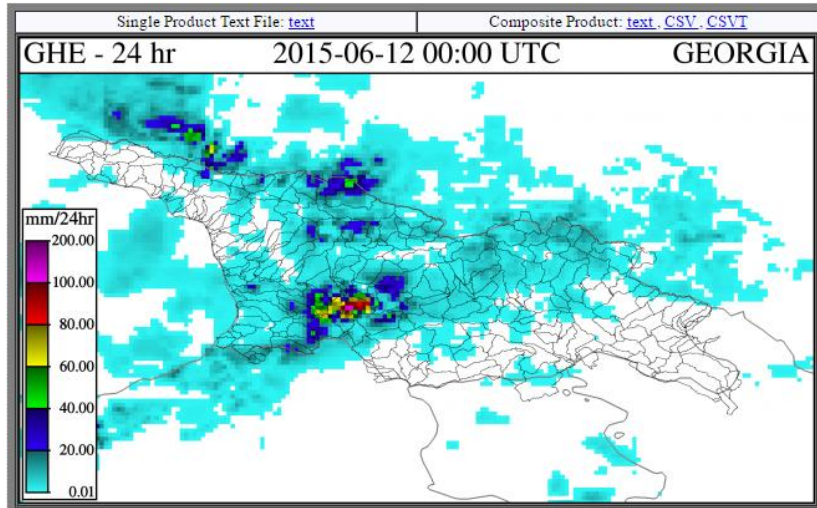 Single Product Text File: text
Composite Product: text , CSV , CSVT
GHE - 24 hr 2015-06-12 00:00 UTC GEORGIA
mm/24hr
200.00
100.00
80.00
60.00
40.00
20.00
0.01